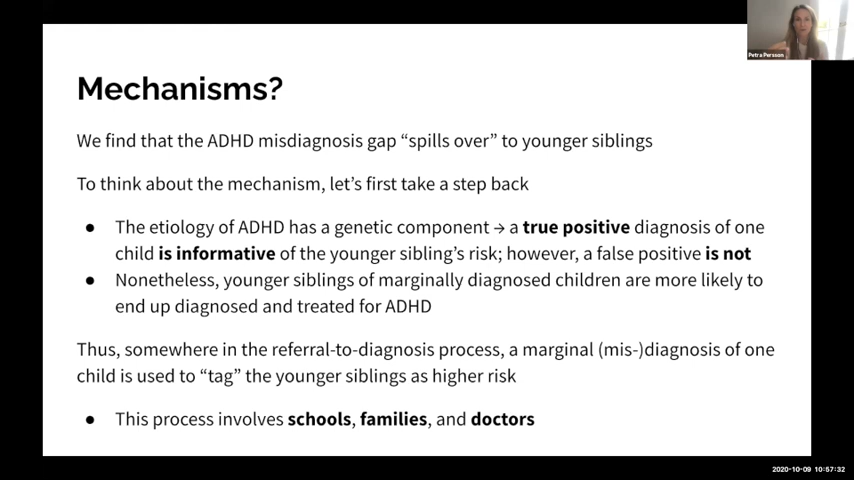 Petra Persson
Mechanisms?
We find that the ADHD misdiagnosis gap “spills over” to younger siblings
To think about the mechanism, let’s first take a step back
● The etiology of ADHD has a genetic component → a true positive diagnosis of one
child is informative of the younger sibling’s risk; however, a false positive is not
● Nonetheless, younger siblings of marginally diagnosed children are more likely to
end up diagnosed and treated for ADHD
Thus, somewhere in the referral-to-diagnosis process, a marginal (mis-)diagnosis of one
child is used to “tag” the younger siblings as higher risk
● This process involves schools, families, and doctors
2020-10-09 10:57:32